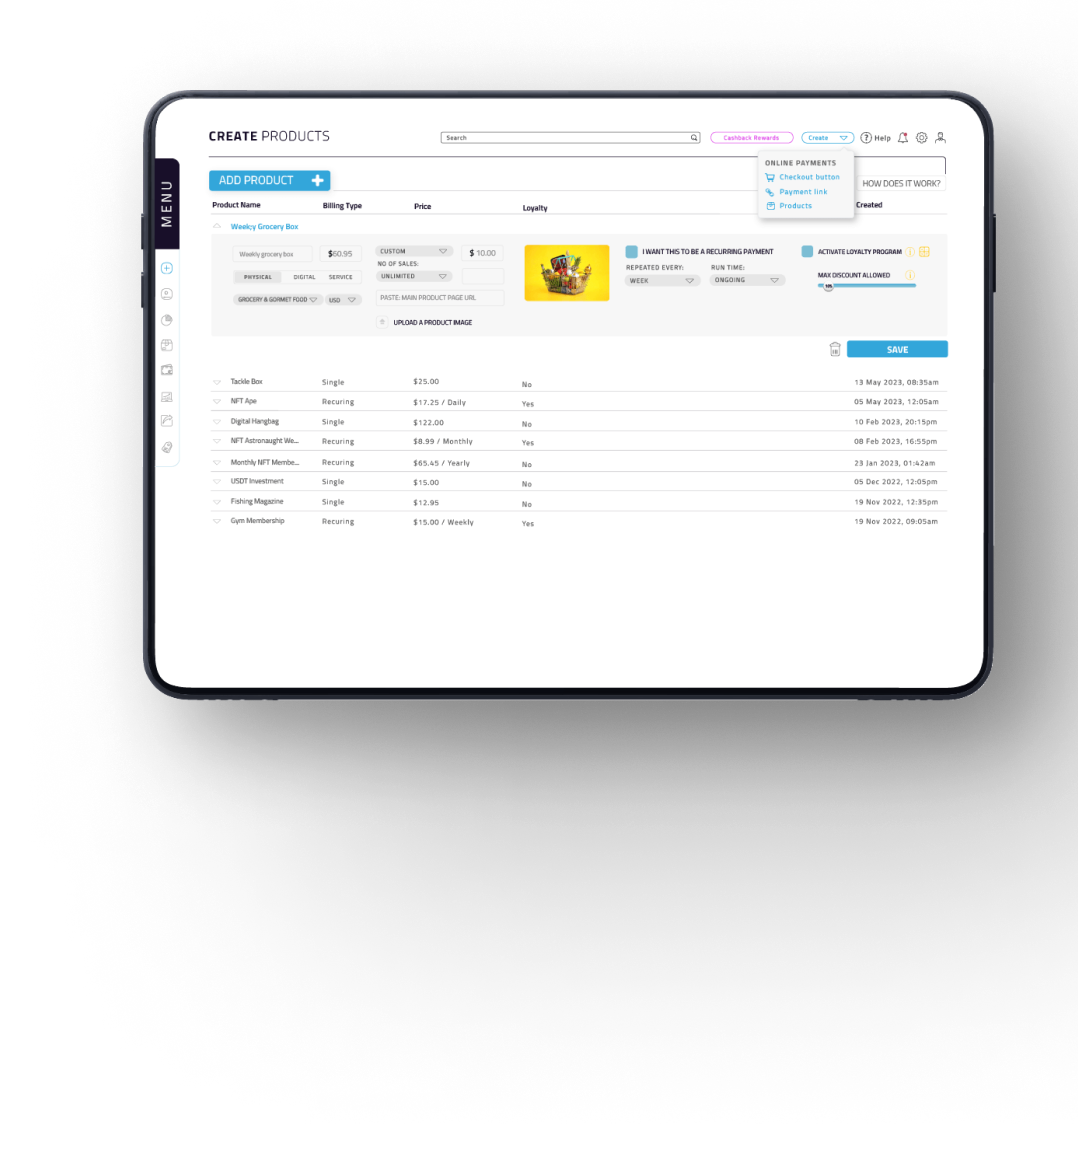 CREATE PRODUCTS
Search
Cashback Rewards
Create
Help
ONLINE PAYMENTS
Checkout button
Payment link
Products
MENU
ADD PRODUCT
HOW DOES IT WORK?
Product Name Billing Type Price Loyalty Created
Week;y Grocery Box
Weekly grocery box $60.95 CUSTOM $ 10.00
I WANT THIS TO BE A RECURRING PAYMENT
ACTIVATE LOYALTY PROGRAM
NO OF SALES:
REPEATED EVERY: RUN TIME:
PHYSICAL DIGITAL SERVICE UNLIMITED
WEEK ONGOING
MAX DISCOUNT ALLOWED
GROCERY & GORMET FOOD USD
PASTE: MAIN PRODUCT PAGE URL
UPLOAD A PRODUCT IMAGE
SAVE
Tackle Box Single $25.00 No 13 May 2023, 08:35am
NFT Ape Recuring $17.25 / Daily Yes 05 May 2023, 12:05am
Digital Hangbag Single $122.00 No 10 Feb 2023, 20:15pm
NFT Astronaught We... Recuring $8.99 / Monthly Yes 08 Feb 2023, 16:55pm
Monthly NFT Membe... Recuring $65.45 / Yearly No 23 Jan 2023, 01:42am
USDT Investment Single $15.00 No 05 Dec 2022, 12:05pm
Fishing Magazine Single $12.95 No 19 Nov 2022, 12:35pm
Gym Membership Recuring $15.00 / Weekly Yes 19 Nov 2022, 09:05am